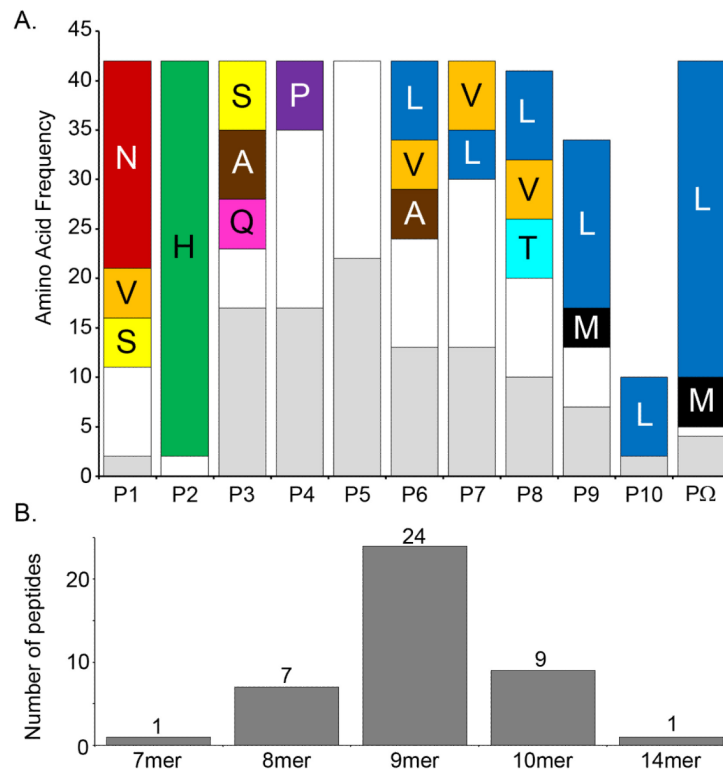 A.
Amino Acid Frequency
45
40
35
30
25
20
15
10
5
0
N
V
S
H
S
A
Q
P
L
V
A
V
L
L
V
T
L
M
L
L
M
P1 P2 P3 P4 P5 P6 P7 P8 P9 P10 PΩ
B.
Number of peptides
20
10
0
1
7
24
9
1
7mer 8mer 9mer 10mer 14mer